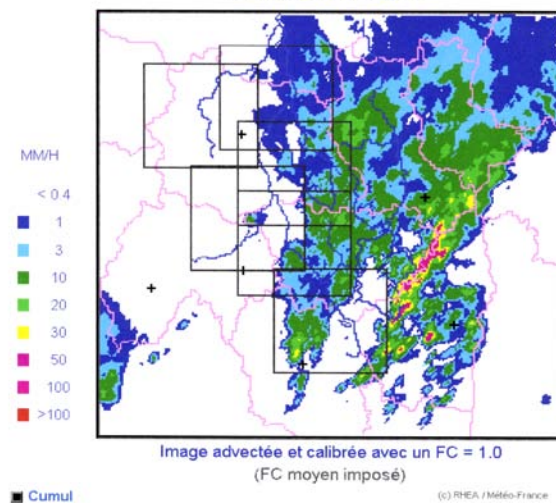 MM/H
< 0 4
1
3
10
20
30
50
100
>100
Image advectée et calibrée avec un FC = 1.0
(FC moyen imposé)
Cumul
(c) RHEA / Météo-France